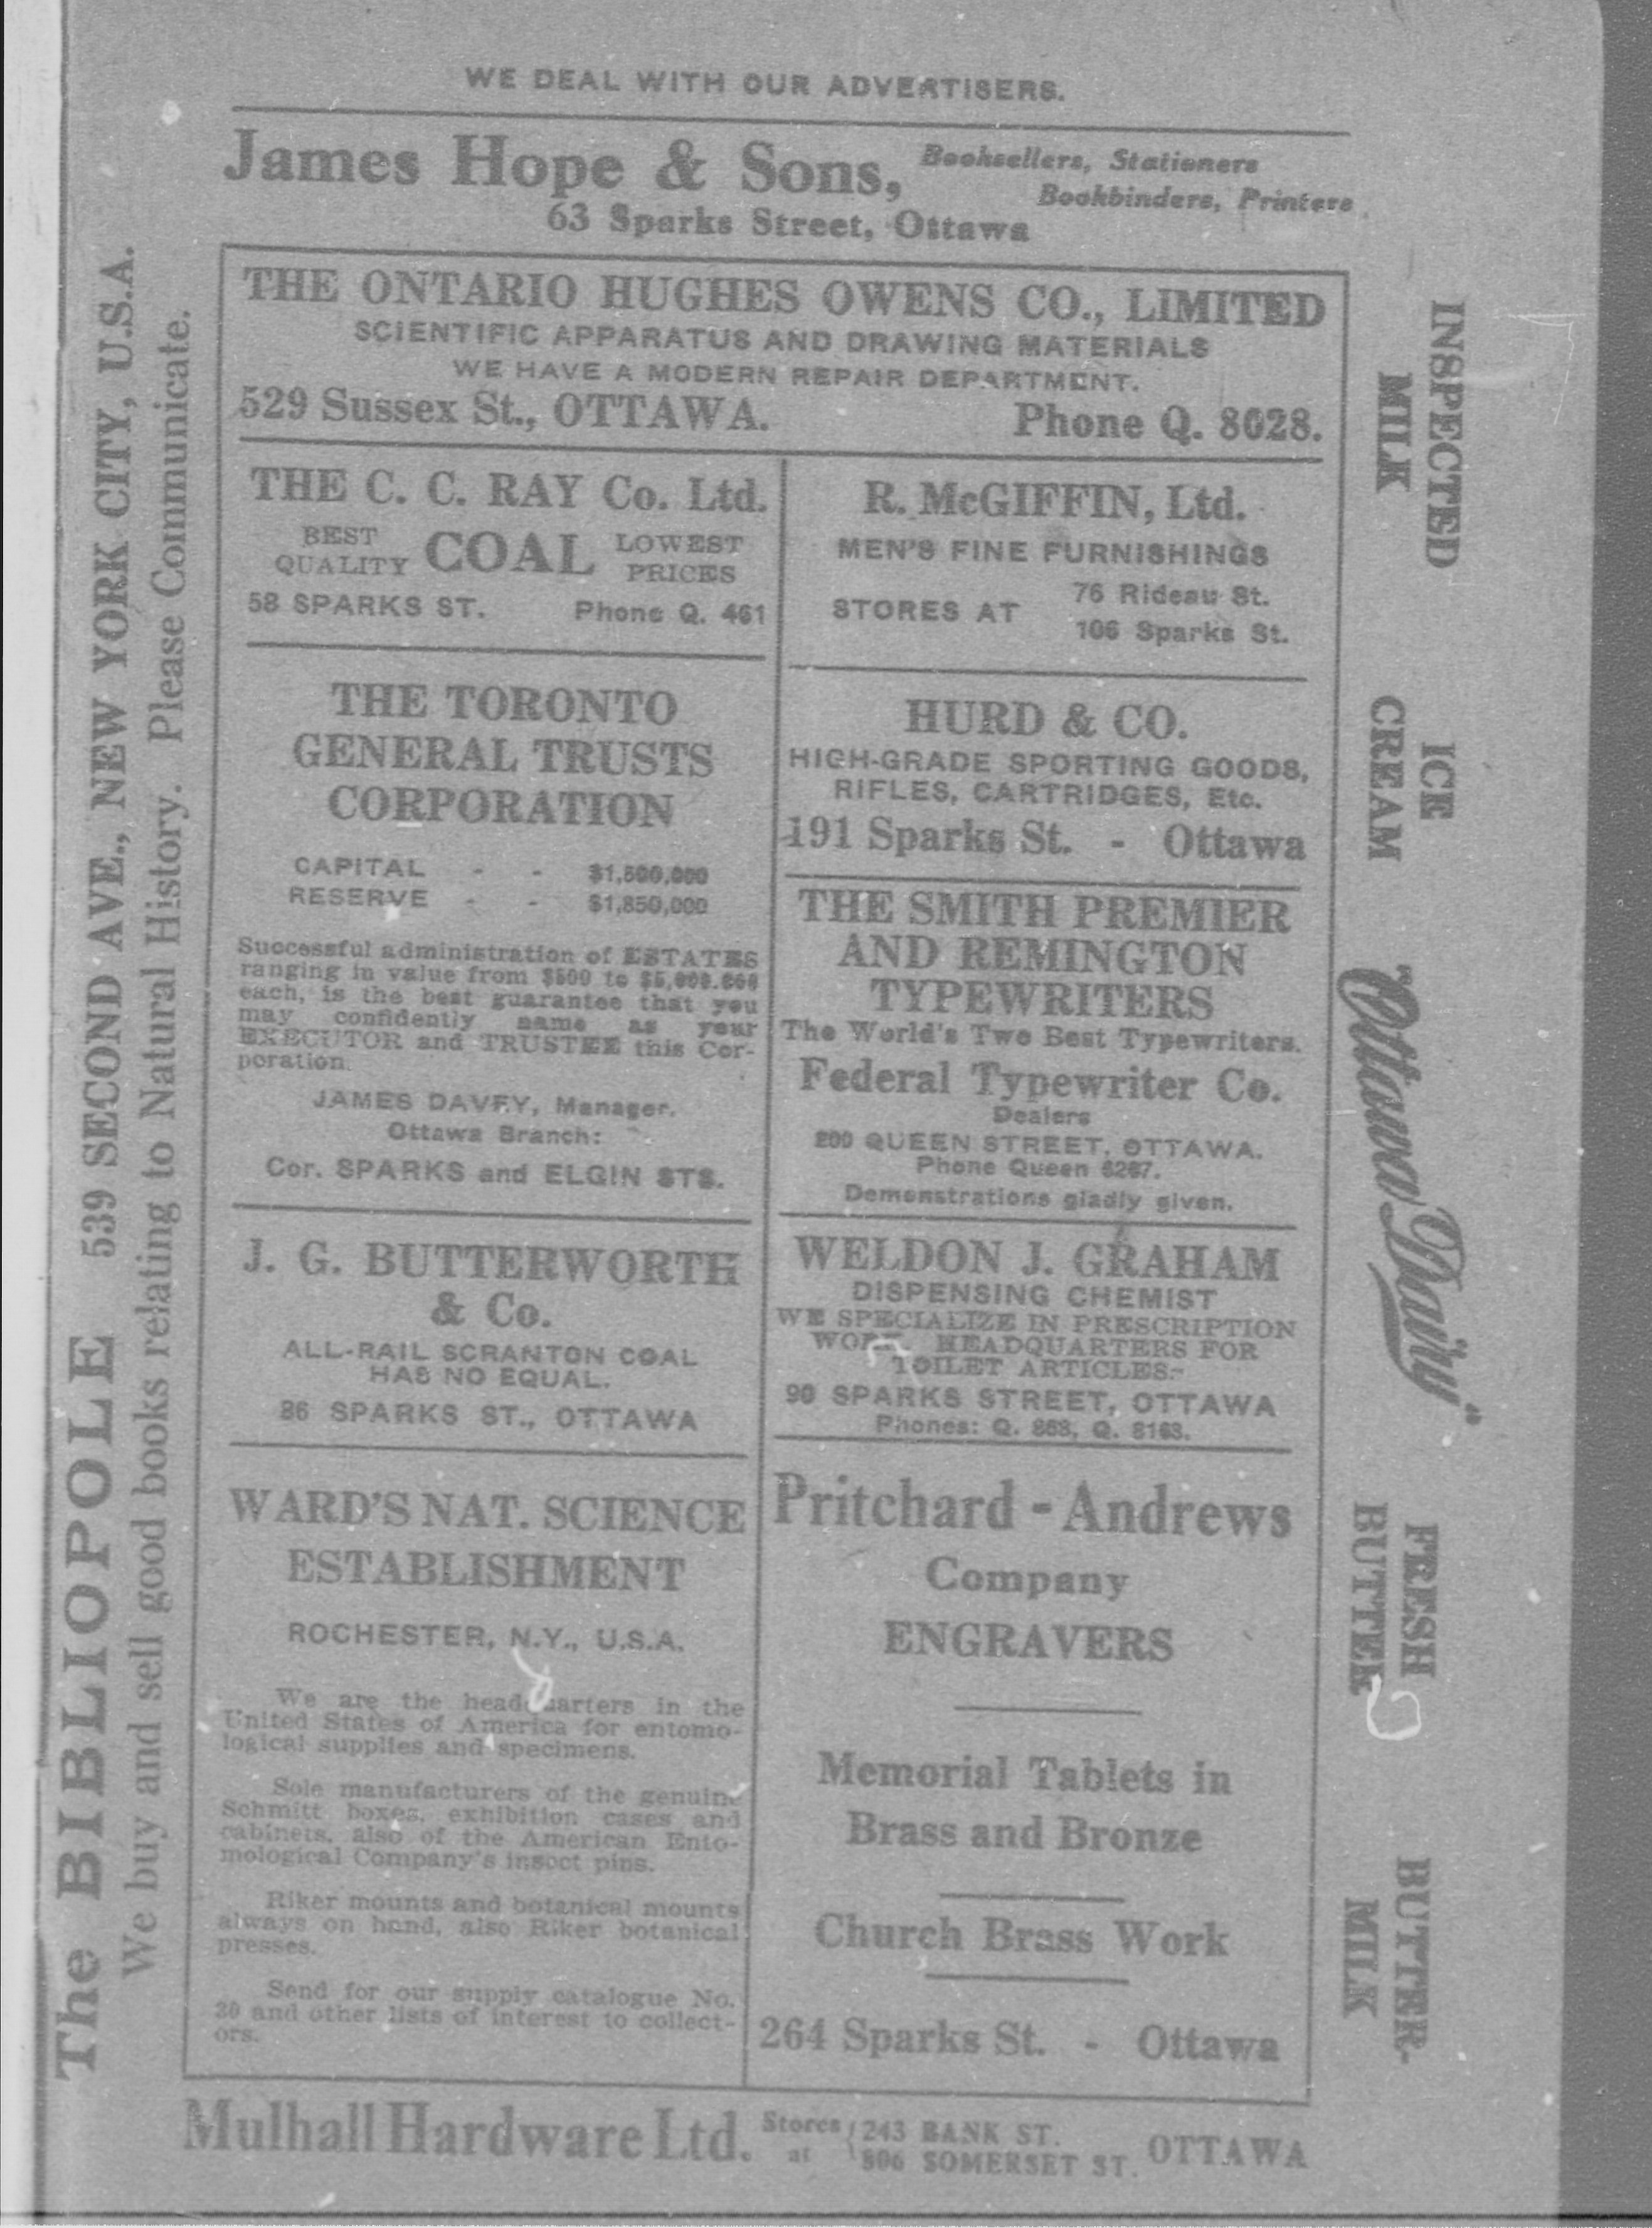 WE DEAL WITH OUR ADVERTISERS.
James Hope & Sons,
Booksellers, Stationers
Bookbinders, Printers
63 Sparks Street, Ottawa
THE ONTARIO HUGHES OWENS CO., LIMITED
SCIENTIFIC APPARATUS AND DRAWING MATERIALS
WE HAVE A MODERN REPAIR DEPARTMENT.
529 Sussex St., OTTAWA. Phone Q. 8028.
THE C. C. RAY Co. Ltd.
BEST QUALITY COAL LOWEST PRICES
58 SPARKS ST. Phone Q. 461
THE TORONTO
GENERAL TRUSTS
CORPORATION
CAPITAL - - $1,500,000
RESERVE - - $1,850,000
Successful administration of ESTATES
ranging in value from $500 to $5,000.000
each, is the best guarantee that you
may confidently name as your
EXECUTOR and TRUSTEE this Cor-
poration.
JAMES DAVEY, Manager.
Ottawa Branch:
Cor. SPARKS and ELGIN STS.
J. G. BUTTERWORTH
& Co.
ALL-RAIL SCRANTON COAL
HAS NO EQUAL.
86 SPARKS ST., OTTAWA
WARD'S NAT. SCIENCE
ESTABLISHMENT
ROCHESTER, N.Y., U.S.A.
We are the headquarters in the
United States of America for entomo-
logical supplies and specimens.
Sole manufacturers of the genuine
Schmitt boxes, exhibition cases and
cabinets, also of the American Ento-
mological Company's insect pins.
Riker mounts and botanical mounts
always on hand, also Riker botanical
presses.
Send for our supply catalogue No.
30 and other lists of interest to collect-
ors.
R. McGIFFIN, Ltd.
MEN'S FINE FURNISHINGS
STORES AT
76 Rideau St.
106 Sparks St.
HURD & CO.
HIGH-GRADE SPORTING GOODS,
RIFLES, CARTRIDGES, Etc.
191 Sparks St. - Ottawa
THE SMITH PREMIER
AND REMINGTON
TYPEWRITERS
The World's Two Best Typewriters.
Federal Typewriter Co.
Dealers
200 QUEEN STREET, OTTAWA.
Phone Queen 6267.
Demonstrations gladly given.
WELDON J. GRAHAM
DISPENSING CHEMIST
WE SPECIALIZE IN PRESCRIPTION
WORK. HEADQUARTERS FOR
TOILET ARTICLES:-
90 SPARKS STREET, OTTAWA
Phones: Q. 868, Q. 8163.
Pritchard - Andrews
Company
ENGRAVERS
Memorial Tablets in
Brass and Bronze
Church Brass Work
264 Sparks St. - Ottawa
Mulhall Hardware Ltd. Stores at
243 BANK ST.
806 SOMERSET ST.
OTTAWA
The BIBLIOPOLE 539 SECOND AVE., NEW YORK CITY, U.S.A.
We buy and sell good books relating to Natural History. Please Communicate.
INSPECTED
MILK
ICE
CREAM
"Ottawa Dairy"
FRESH
BUTTER
BUTTER-
MILK